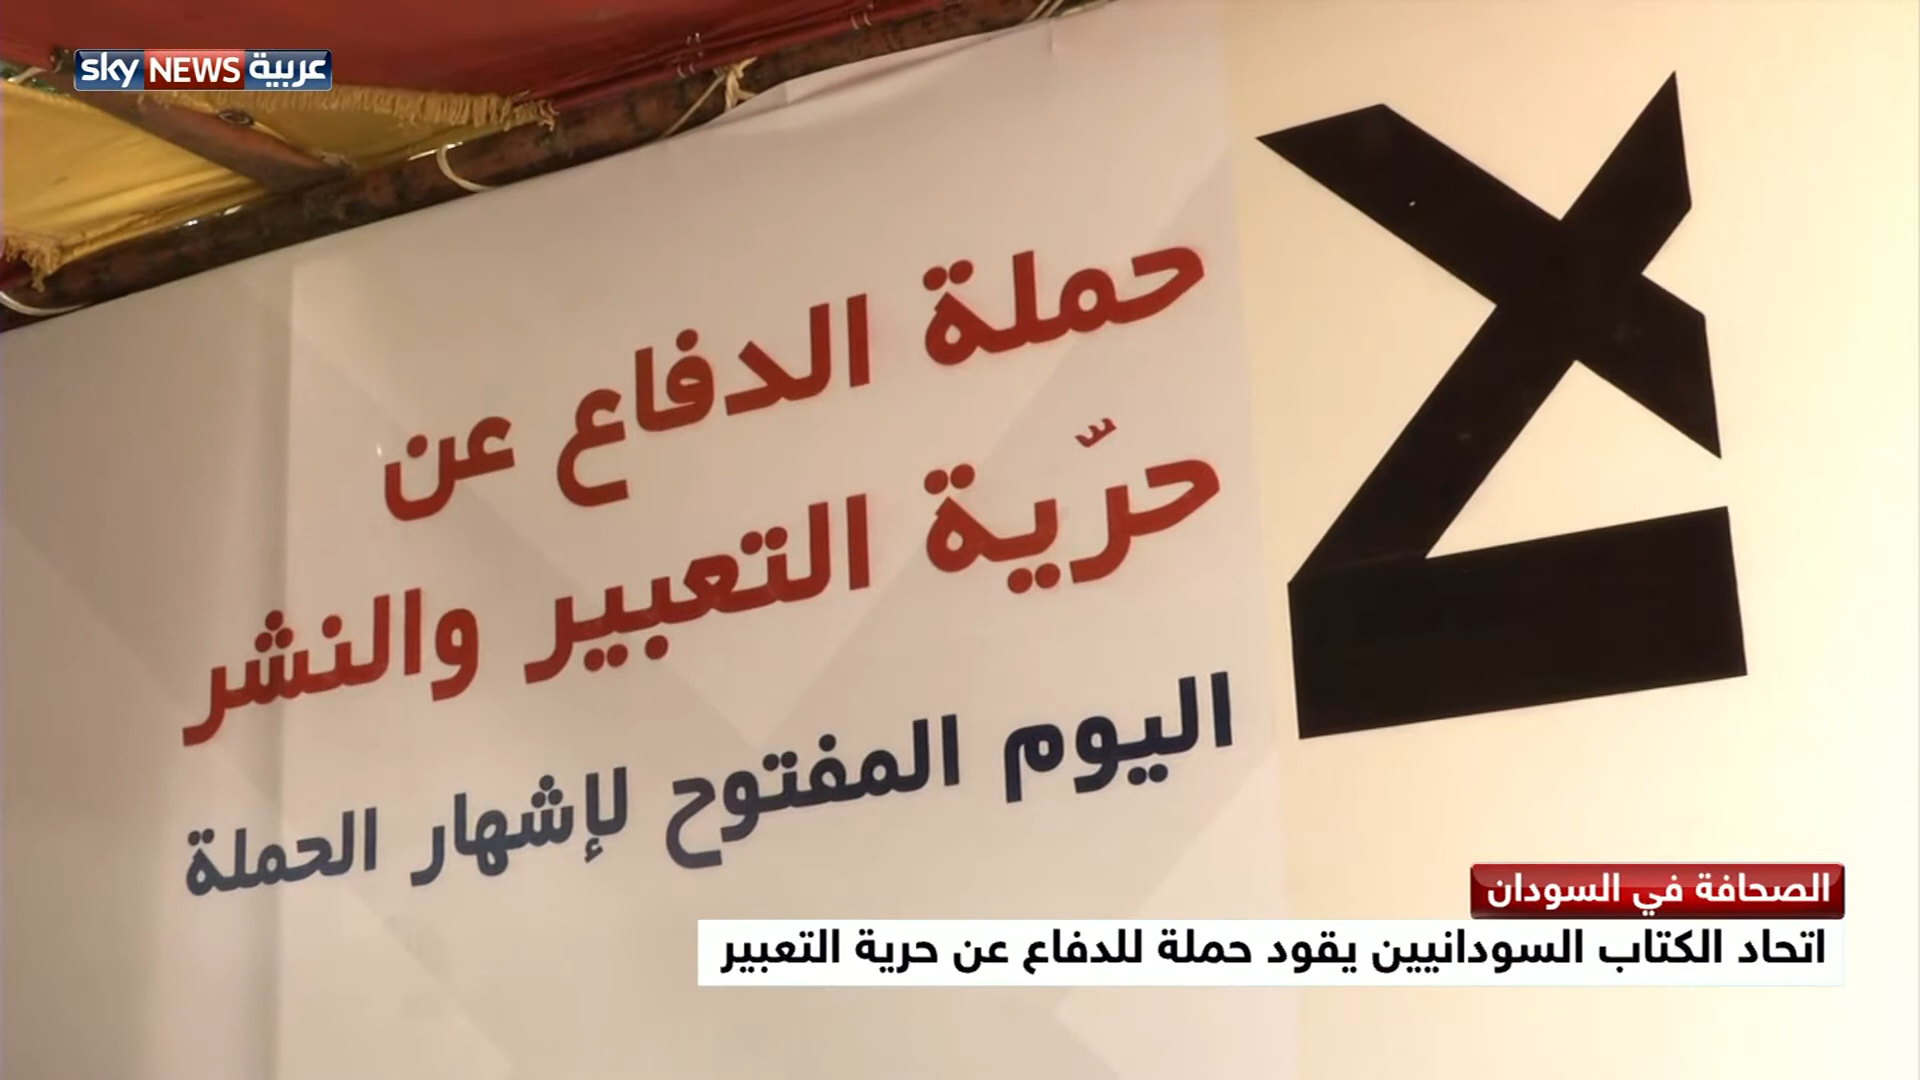 sky NEWS عربية
حملة الدفاع عن
حرّية التعبير والنشر
اليوم المفتوح لإشهار الحملة
الصحافة في السودان
اتحاد الكتاب السودانيين يقود حملة للدفاع عن حرية التعبير